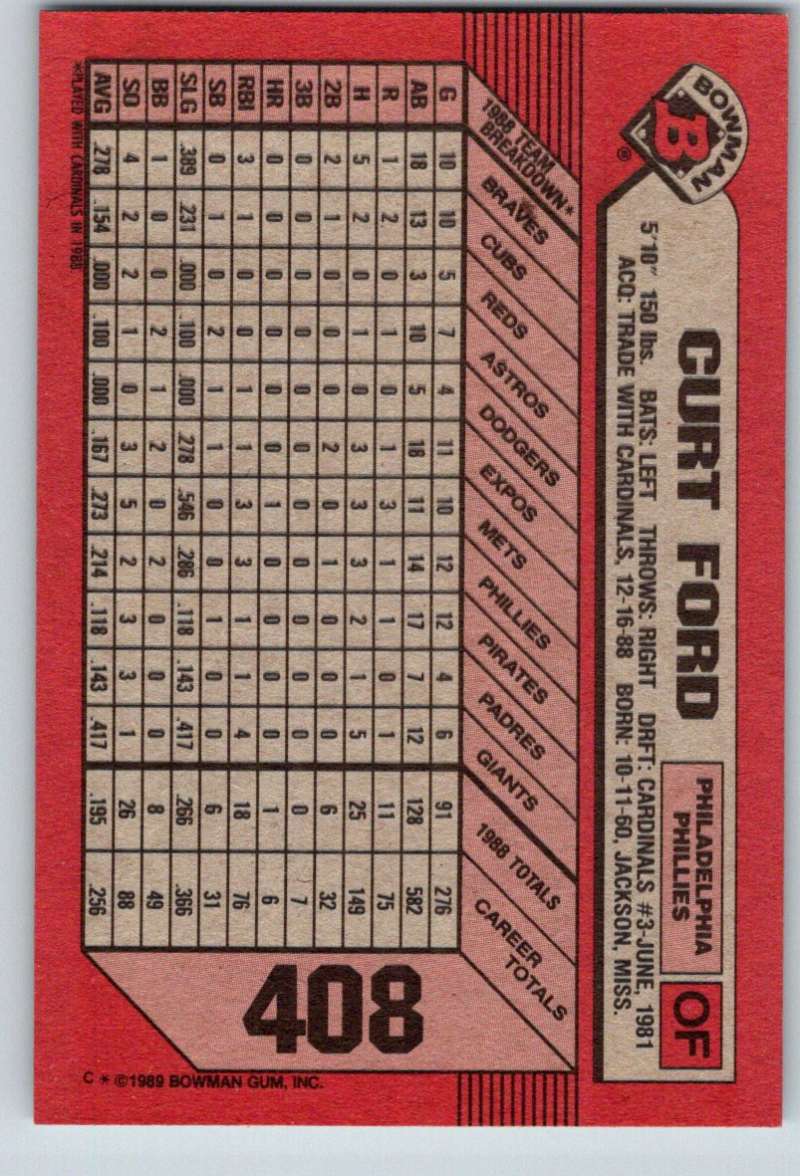 BOWMAN
B
®
CURT FORD
PHILADELPHIA
PHILLIES
OF
5'10" 150 lbs. BATS: LEFT THROWS: RIGHT DRFT: CARDINALS #3-JUNE, 1981
ACQ: TRADE WITH CARDINALS, 12-16-88 BORN: 10-11-60, JACKSON, MISS.
1988 TEAM
BREAKDOWN* BRAVES CUBS REDS ASTROS DODGERS EXPOS METS PHILLIES PIRATES PADRES GIANTS 1988 TOTALS CAREER TOTALS
G 10 10 5 7 4 11 10 12 12 4 6 91 276
AB 18 13 3 10 5 18 11 14 17 7 12 128 582
R 1 2 0 1 0 1 3 1 1 0 1 11 75
H 5 2 0 1 0 3 3 3 2 1 5 25 149
2B 2 1 0 0 0 2 0 1 0 0 0 6 32
3B 0 0 0 0 0 0 0 0 0 0 0 0 7
HR 0 0 0 0 0 0 1 0 0 0 0 1 6
RBI 3 1 0 0 1 1 3 3 1 1 4 18 76
SB 0 1 0 2 1 1 0 0 1 0 0 6 31
SLG .389 .231 .000 .100 .000 .278 .546 .286 .118 .143 .417 .266 .366
BB 1 0 0 2 1 2 0 2 0 0 0 8 49
SO 4 2 2 1 0 3 5 2 3 3 1 26 88
AVG .278 .154 .000 .100 .000 .167 .273 .214 .118 .143 .417 .195 .256
*PLAYED WITH CARDINALS IN 1988
408
C * ©1989 BOWMAN GUM, INC.